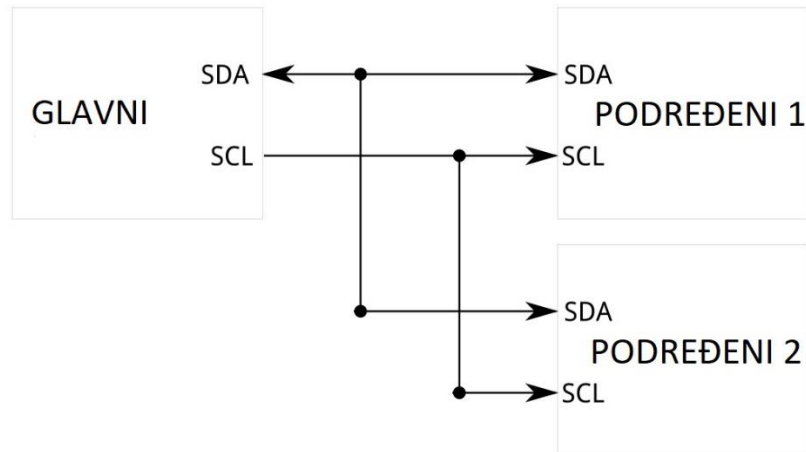 SDA
GLAVNI
SCL
SDA
PODREĐENI 1
SCL
SDA
PODREĐENI 2
SCL